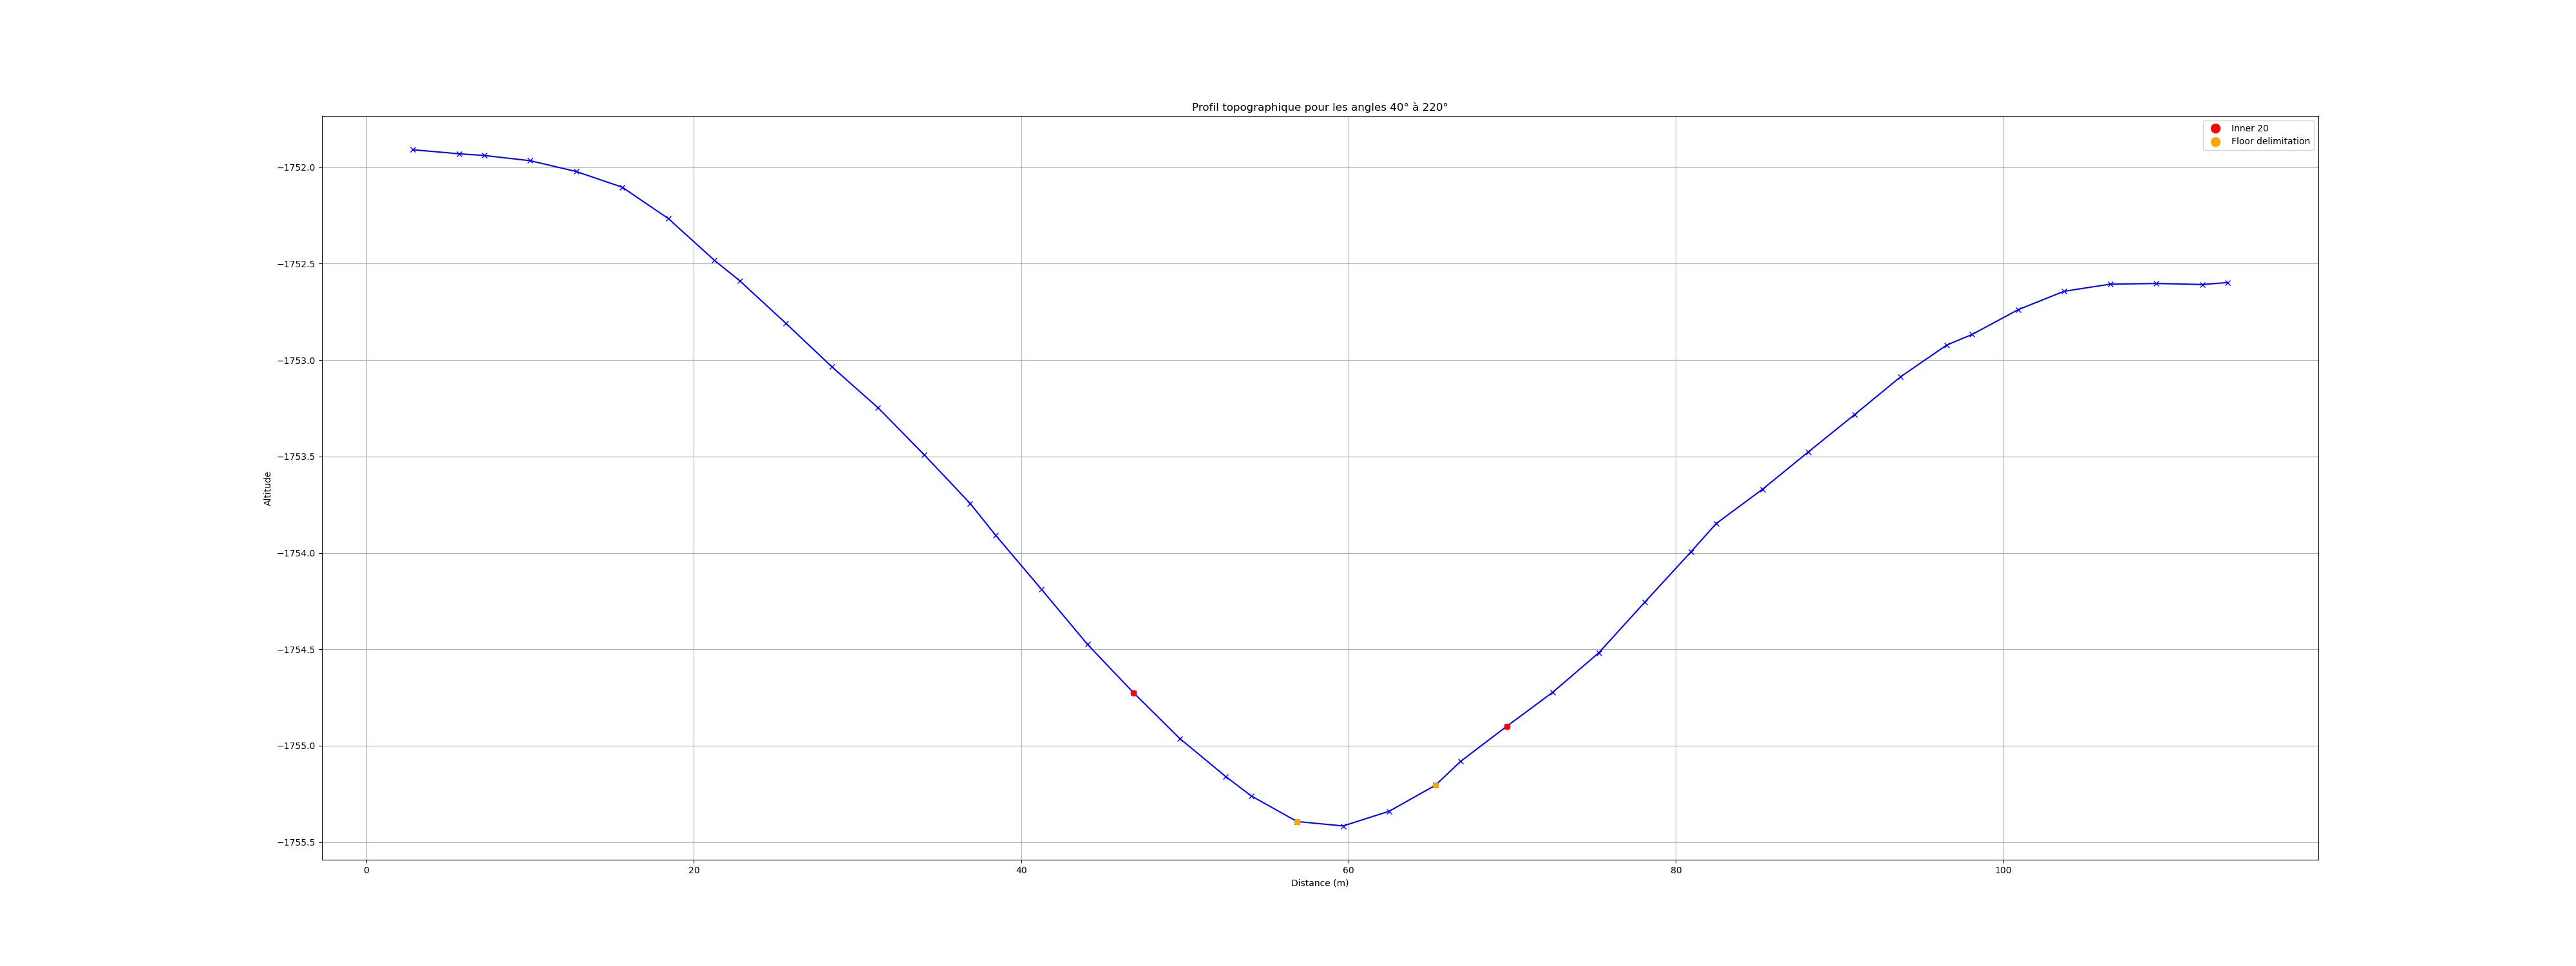 Profil topographique pour les angles 40° à 220°
Inner 20
Floor delimitation
−1752.0
−1752.5
−1753.0
−1753.5
−1754.0
−1754.5
−1755.0
−1755.5
Altitude
0 20 40 60 80 100
Distance (m)